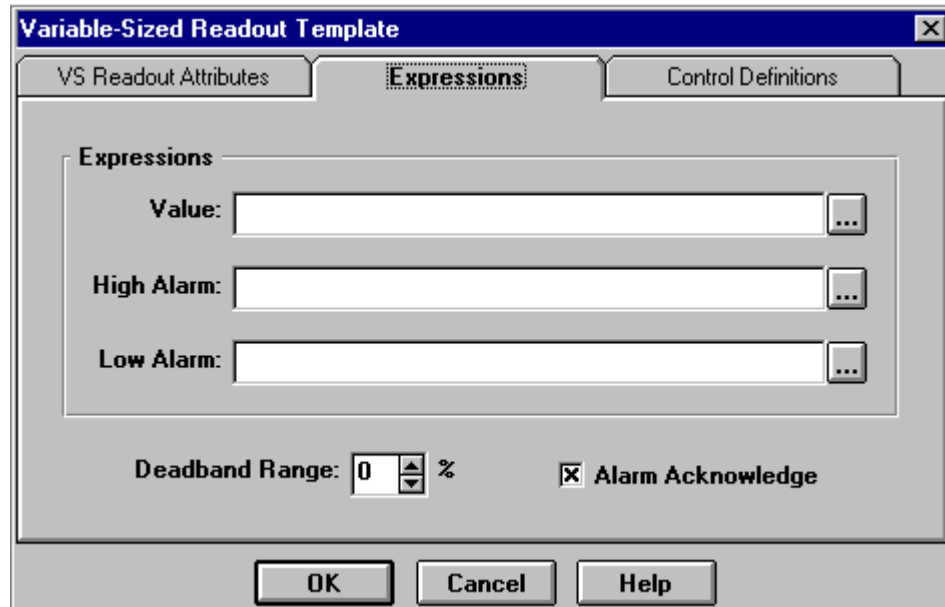 Variable-Sized Readout Template
VS Readout Attributes
Expressions
Control Definitions
Expressions
Value:
...
High Alarm:
...
Low Alarm:
...
Deadband Range: 0 %
Alarm Acknowledge
OK
Cancel
Help